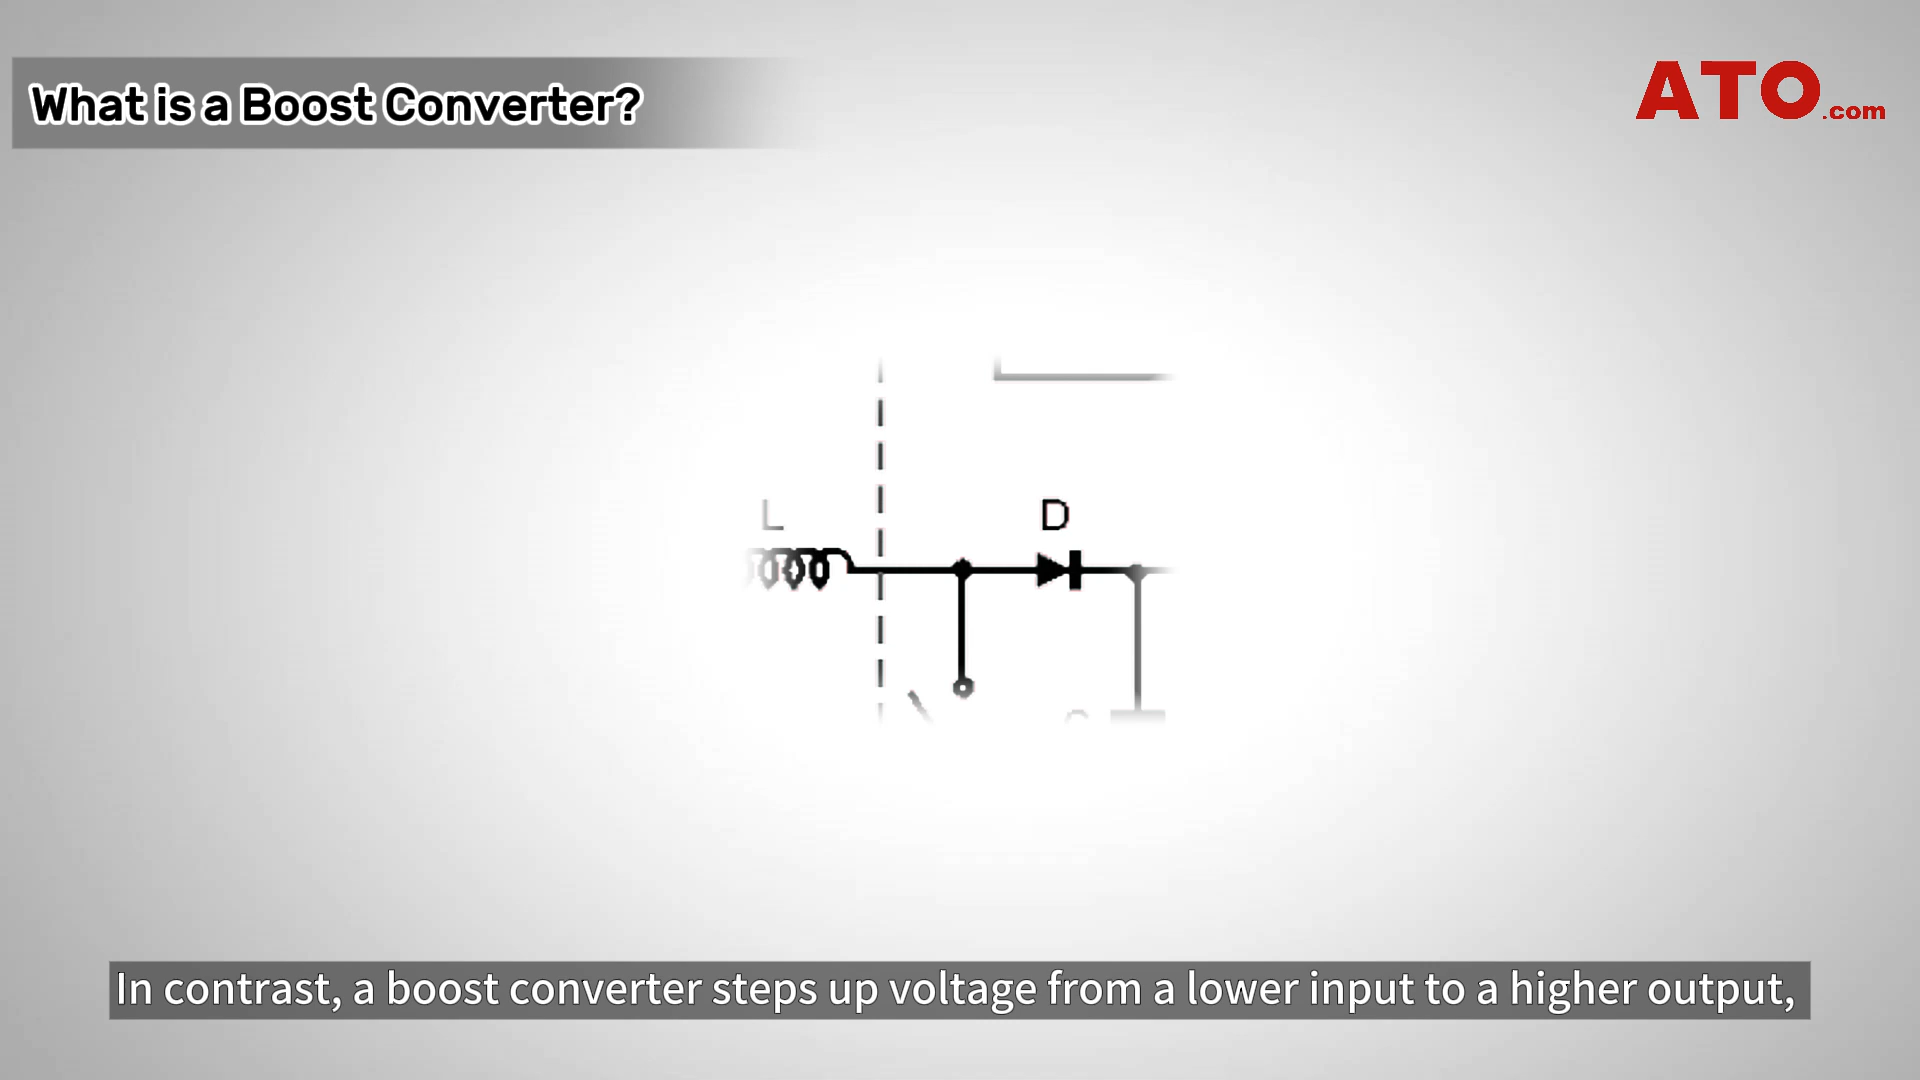 What is a Boost Converter?
ATO.com
L
D
In contrast, a boost converter steps up voltage from a lower input to a higher output,